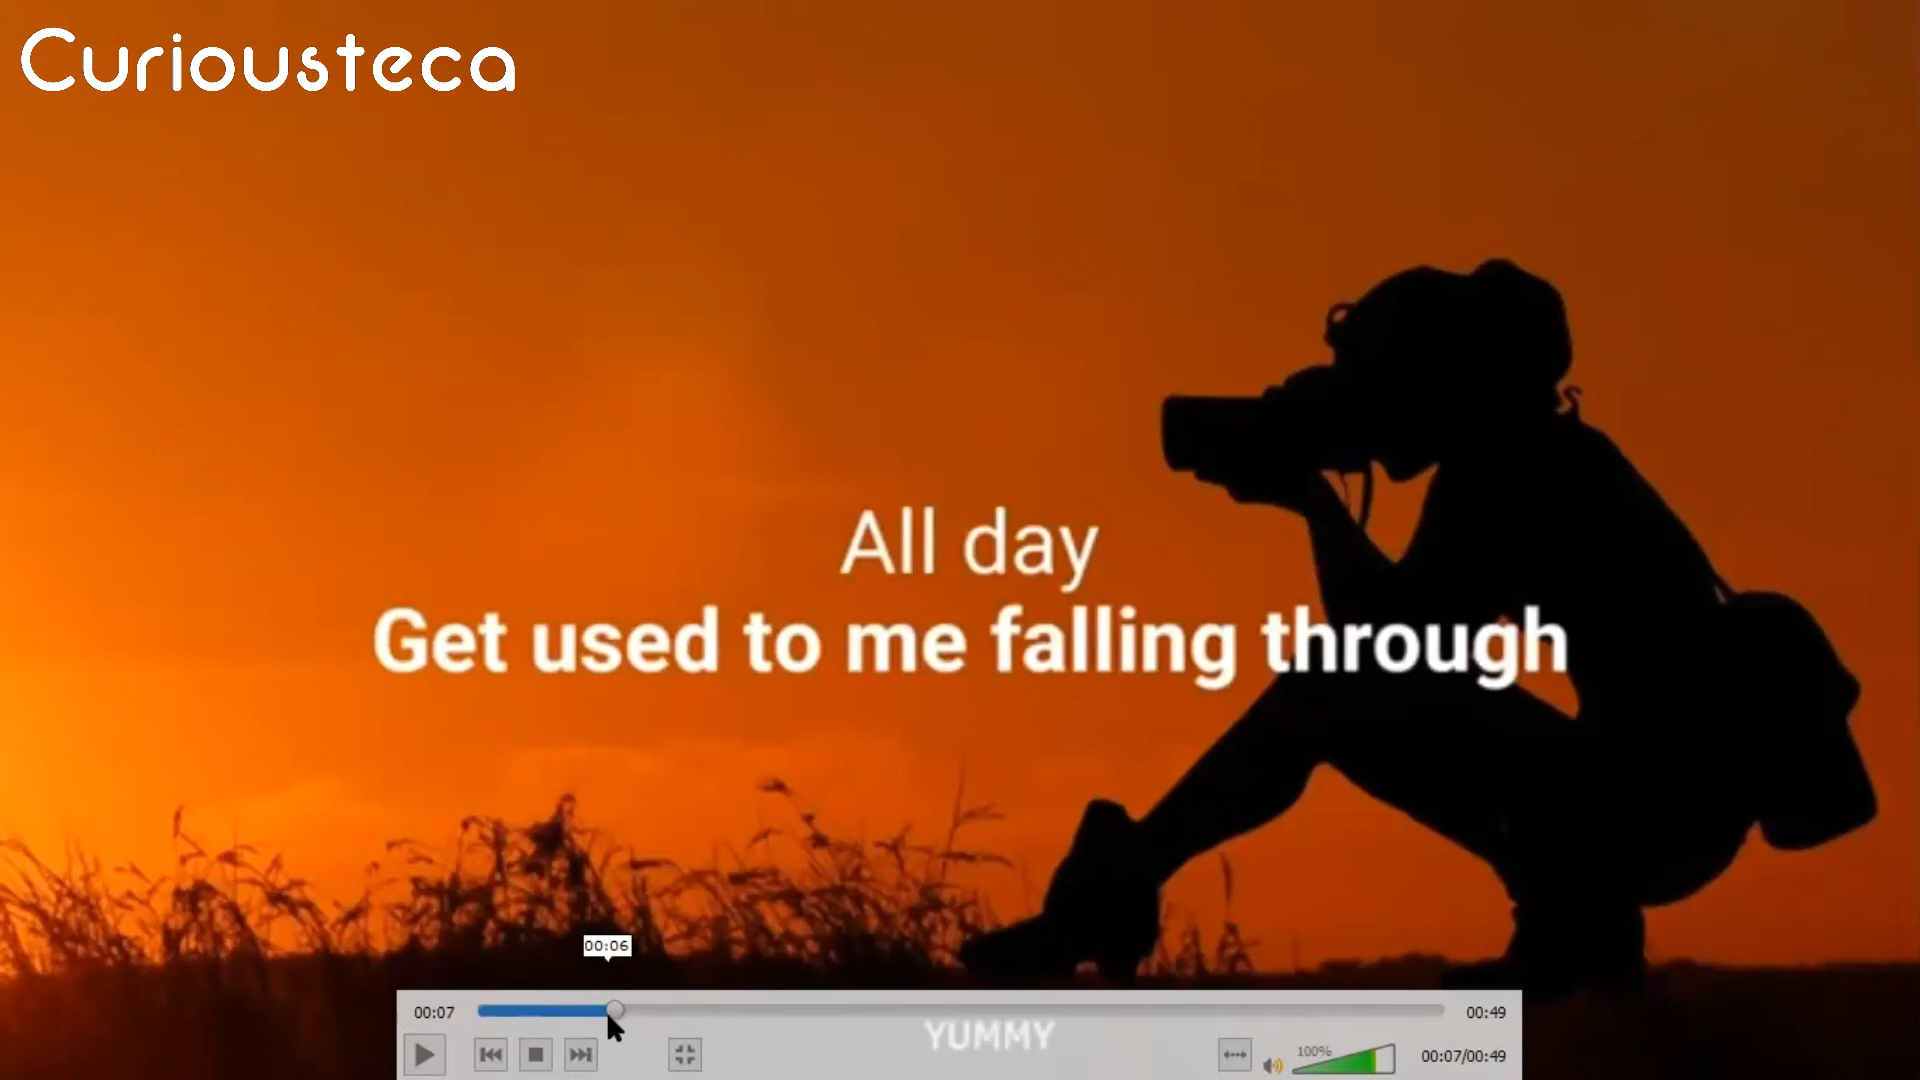 Curiousteca
All day
Get used to me falling through
00:06
00:07
00:49
YUMMY
100%
00:07/00:49